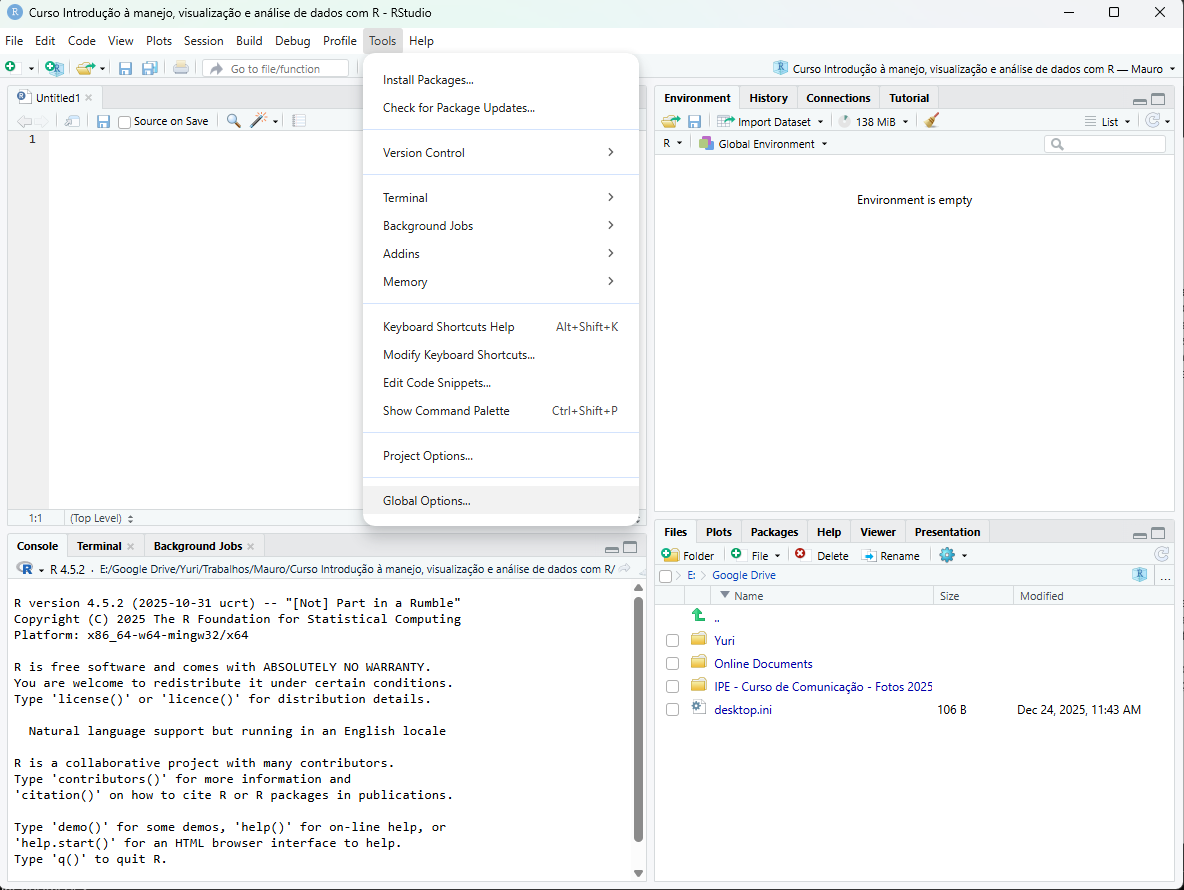 Curso Introdução à manejo, visualização e análise de dados com R - RStudio
File Edit Code View Plots Session Build Debug Profile Tools Help
Go to file/function
Curso Introdução à manejo, visualização e análise de dados com R — Mauro
Untitled1
Source on Save
1
1:1 (Top Level)
Install Packages...
Check for Package Updates...
Version Control
Terminal
Background Jobs
Addins
Memory
Keyboard Shortcuts Help Alt+Shift+K
Modify Keyboard Shortcuts...
Edit Code Snippets...
Show Command Palette Ctrl+Shift+P
Project Options...
Global Options...
Environment History Connections Tutorial
Import Dataset 138 MiB List
R Global Environment
Environment is empty
Console Terminal Background Jobs
R R 4.5.2 · E:/Google Drive/Yuri/Trabalhos/Mauro/Curso Introdução à manejo, visualização e análise de dados com R/
R version 4.5.2 (2025-10-31 ucrt) -- "[Not] Part in a Rumble"
Copyright (C) 2025 The R Foundation for Statistical Computing
Platform: x86_64-w64-mingw32/x64
R is free software and comes with ABSOLUTELY NO WARRANTY.
You are welcome to redistribute it under certain conditions.
Type 'license()' or 'licence()' for distribution details.
Natural language support but running in an English locale
R is a collaborative project with many contributors.
Type 'contributors()' for more information and
'citation()' on how to cite R or R packages in publications.
Type 'demo()' for some demos, 'help()' for on-line help, or
'help.start()' for an HTML browser interface to help.
Type 'q()' to quit R.
Files Plots Packages Help Viewer Presentation
Folder File Delete Rename
E: Google Drive ...
Name Size Modified
..
Yuri
Online Documents
IPE - Curso de Comunicação - Fotos 2025
desktop.ini 106 B Dec 24, 2025, 11:43 AM